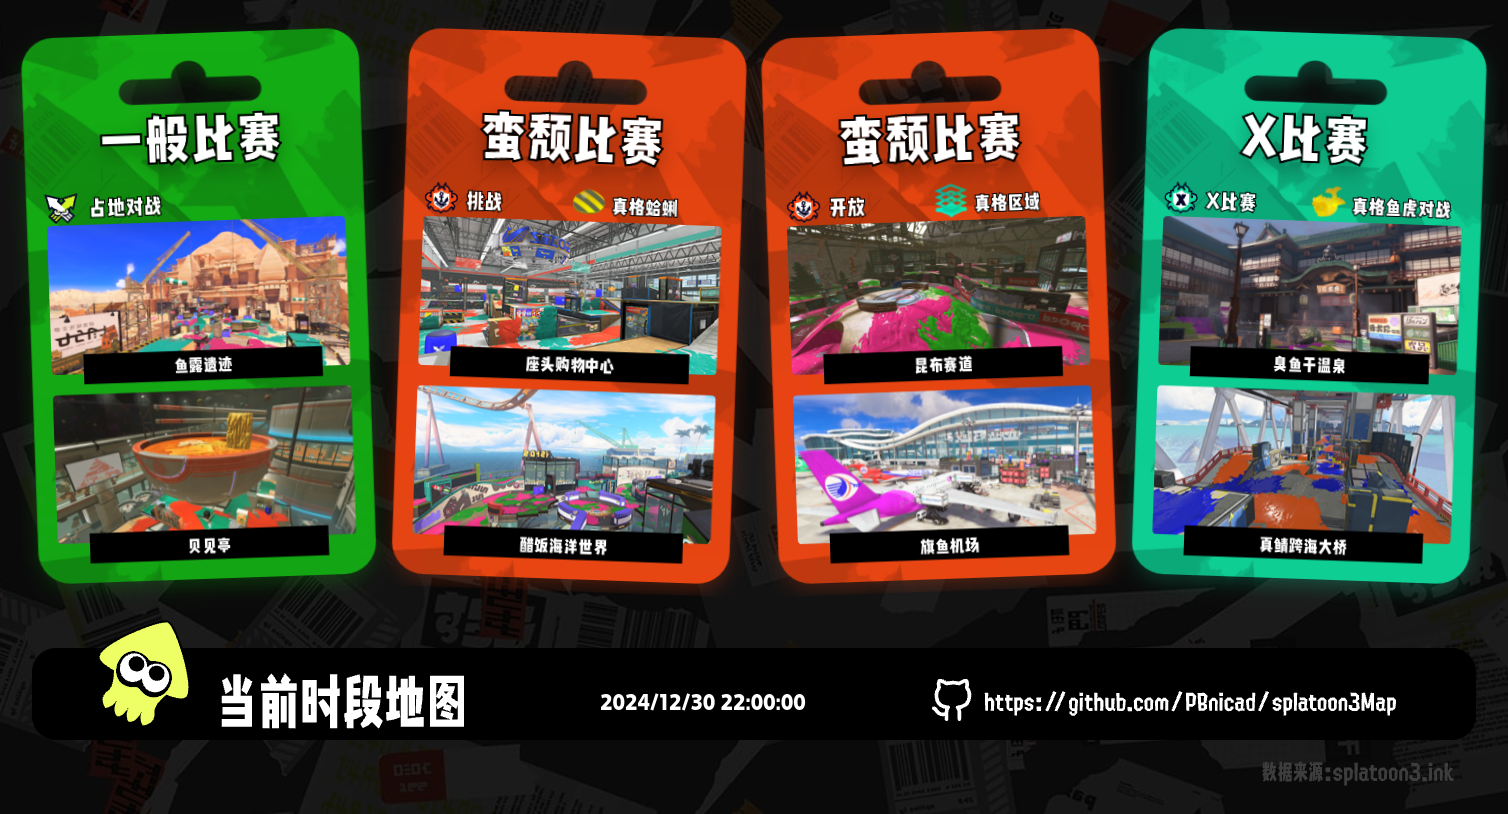 一般比赛
占地对战
鱼露遗迹
贝见亭
蛮颓比赛
挑战
真格蛤蜊
座头购物中心
醋饭海洋世界
蛮颓比赛
开放
真格区域
昆布赛道
旗鱼机场
X比赛
X比赛
真格鱼虎对战
臭鱼干温泉
真鲭跨海大桥
当前时段地图
2024/12/30 22:00:00
https://github.com/PBnicad/splatoon3Map
数据来源:splatoon3.ink